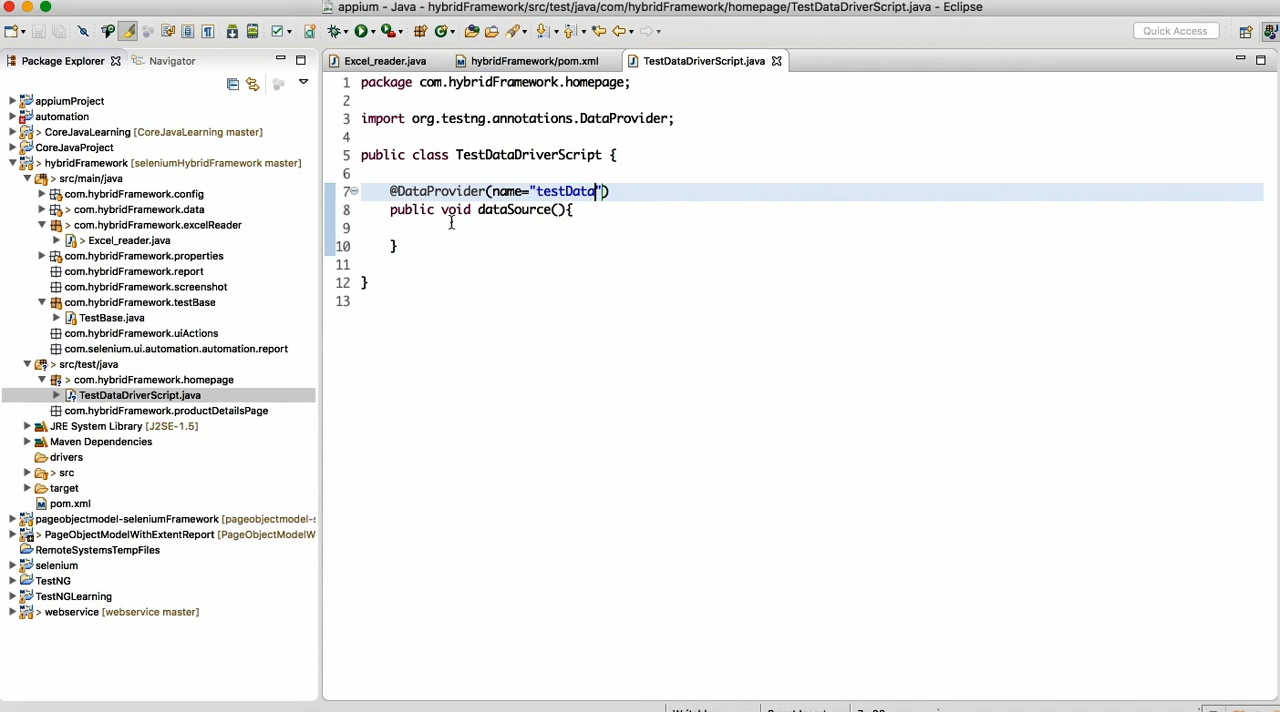 appium - Java - hybridFramework/src/test/java/com/hybridFramework/homepage/TestDataDriverScript.java - Eclipse
Quick Access
Package Explorer
Navigator
Excel_reader.java
hybridFramework/pom.xml
TestDataDriverScript.java
appiumProject
automation
> CoreJavaLearning [CoreJavaLearning master]
CoreJavaProject
> hybridFramework [seleniumHybridFramework master]
> src/main/java
com.hybridFramework.config
> com.hybridFramework.data
> com.hybridFramework.excelReader
> Excel_reader.java
com.hybridFramework.properties
com.hybridFramework.report
com.hybridFramework.screenshot
com.hybridFramework.testBase
TestBase.java
com.hybridFramework.uiActions
com.selenium.ui.automation.automation.report
> src/test/java
> com.hybridFramework.homepage
TestDataDriverScript.java
com.hybridFramework.productDetailsPage
JRE System Library [J2SE-1.5]
Maven Dependencies
drivers
> src
target
pom.xml
pageobjectmodel-seleniumFramework [pageobjectmodel-s
> PageObjectModelWithExtentReport [PageObjectModelW
RemoteSystemsTempFiles
selenium
TestNG
TestNGLearning
> webservice [webservice master]
1 package com.hybridFramework.homepage;
2
3 import org.testng.annotations.DataProvider;
4
5 public class TestDataDriverScript {
6
7 @DataProvider(name="testData")
8 public void dataSource(){
9
10 }
11
12 }
13